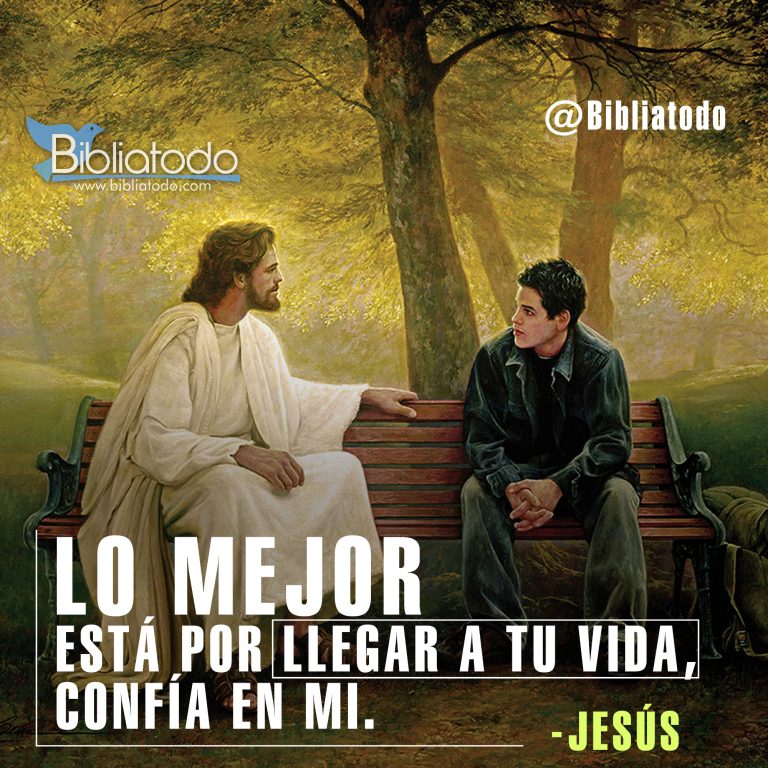 @Bibliatodo
Bibliatodo
www.bibliatodo.com
LO MEJOR
ESTÁ POR LLEGAR A TU VIDA,
CONFÍA EN MI.
-JESÚS